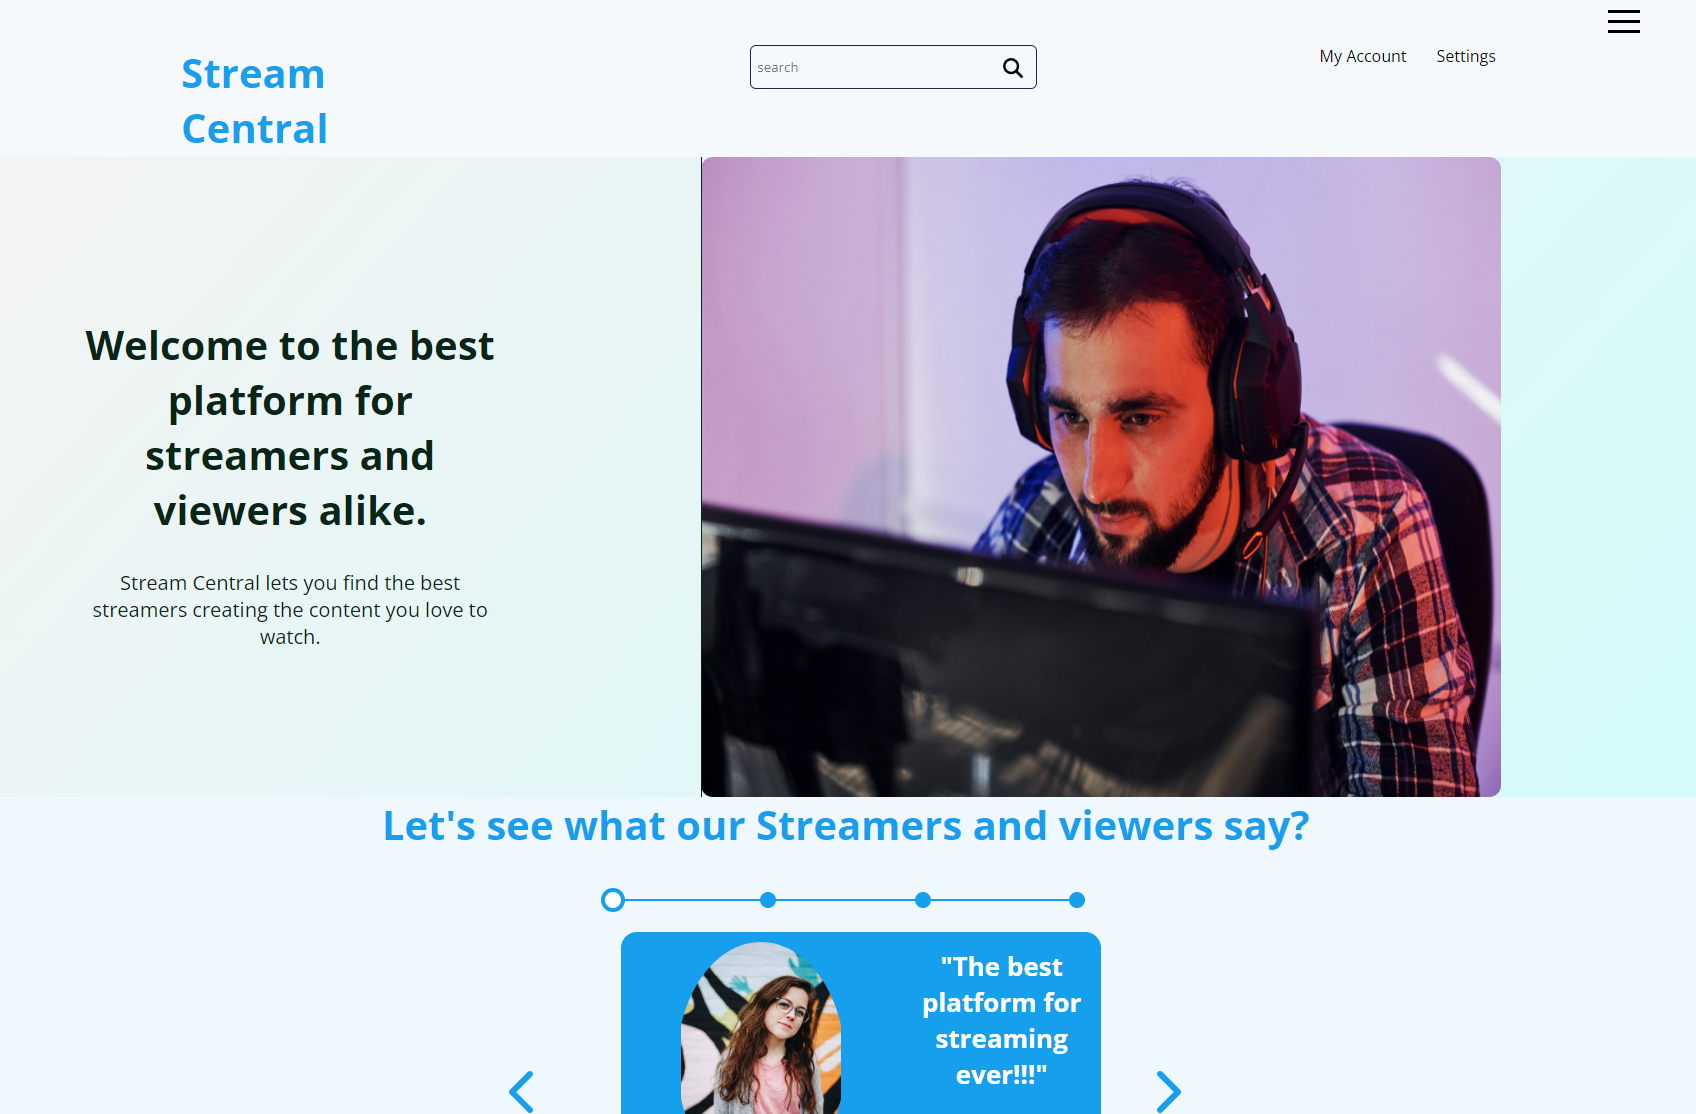 Stream
Central
search
My Account
Settings
Welcome to the best
platform for
streamers and
viewers alike.
Stream Central lets you find the best
streamers creating the content you love to
watch.
Let's see what our Streamers and viewers say?
"The best
platform for
streaming
ever!!!"